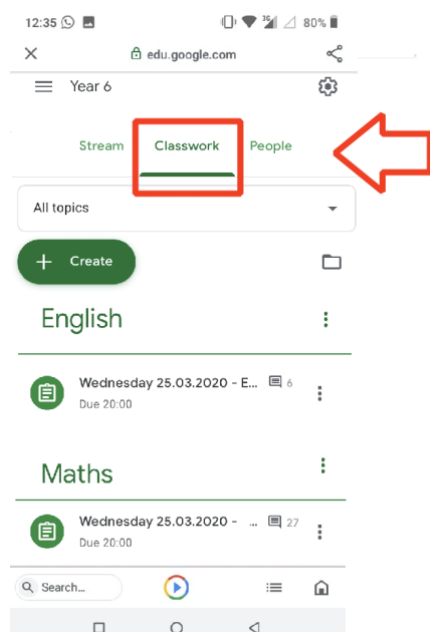 12:35 3G 80%
edu.google.com
Year 6
Stream Classwork People
All topics
+ Create
English
Wednesday 25.03.2020 - E... 6
Due 20:00
Maths
Wednesday 25.03.2020 - ... 27
Due 20:00
Search...